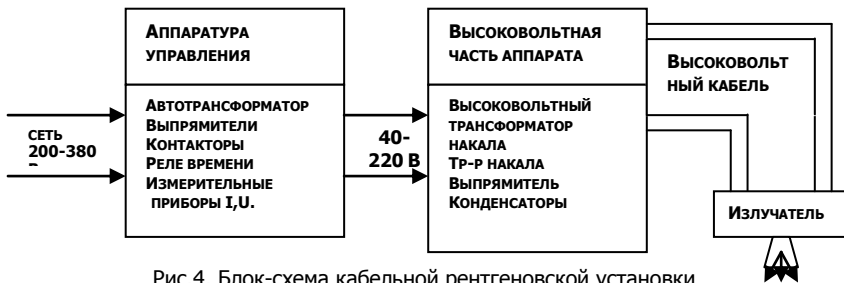 Аппаратура
управления
Автотрансформатор
Выпрямители
Контакторы
Реле времени
Измерительные
приборы I,U.
сеть
200-380
40-
220 В
Высоковольтная
часть аппарата
Высоковольтный
трансформатор
накала
Тр-р накала
Выпрямитель
Конденсаторы
Высоковольт
ный кабель
Излучатель
Рис 4. Блок-схема кабельной рентгеновской установки